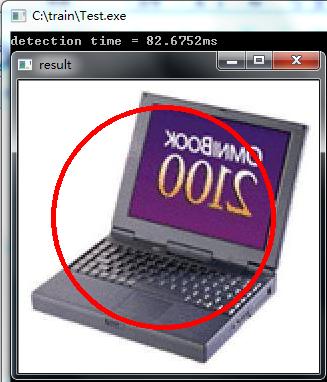 C:\train\Test.exe
detection time = 82.6752ms
result
OMNIBOOK
2100